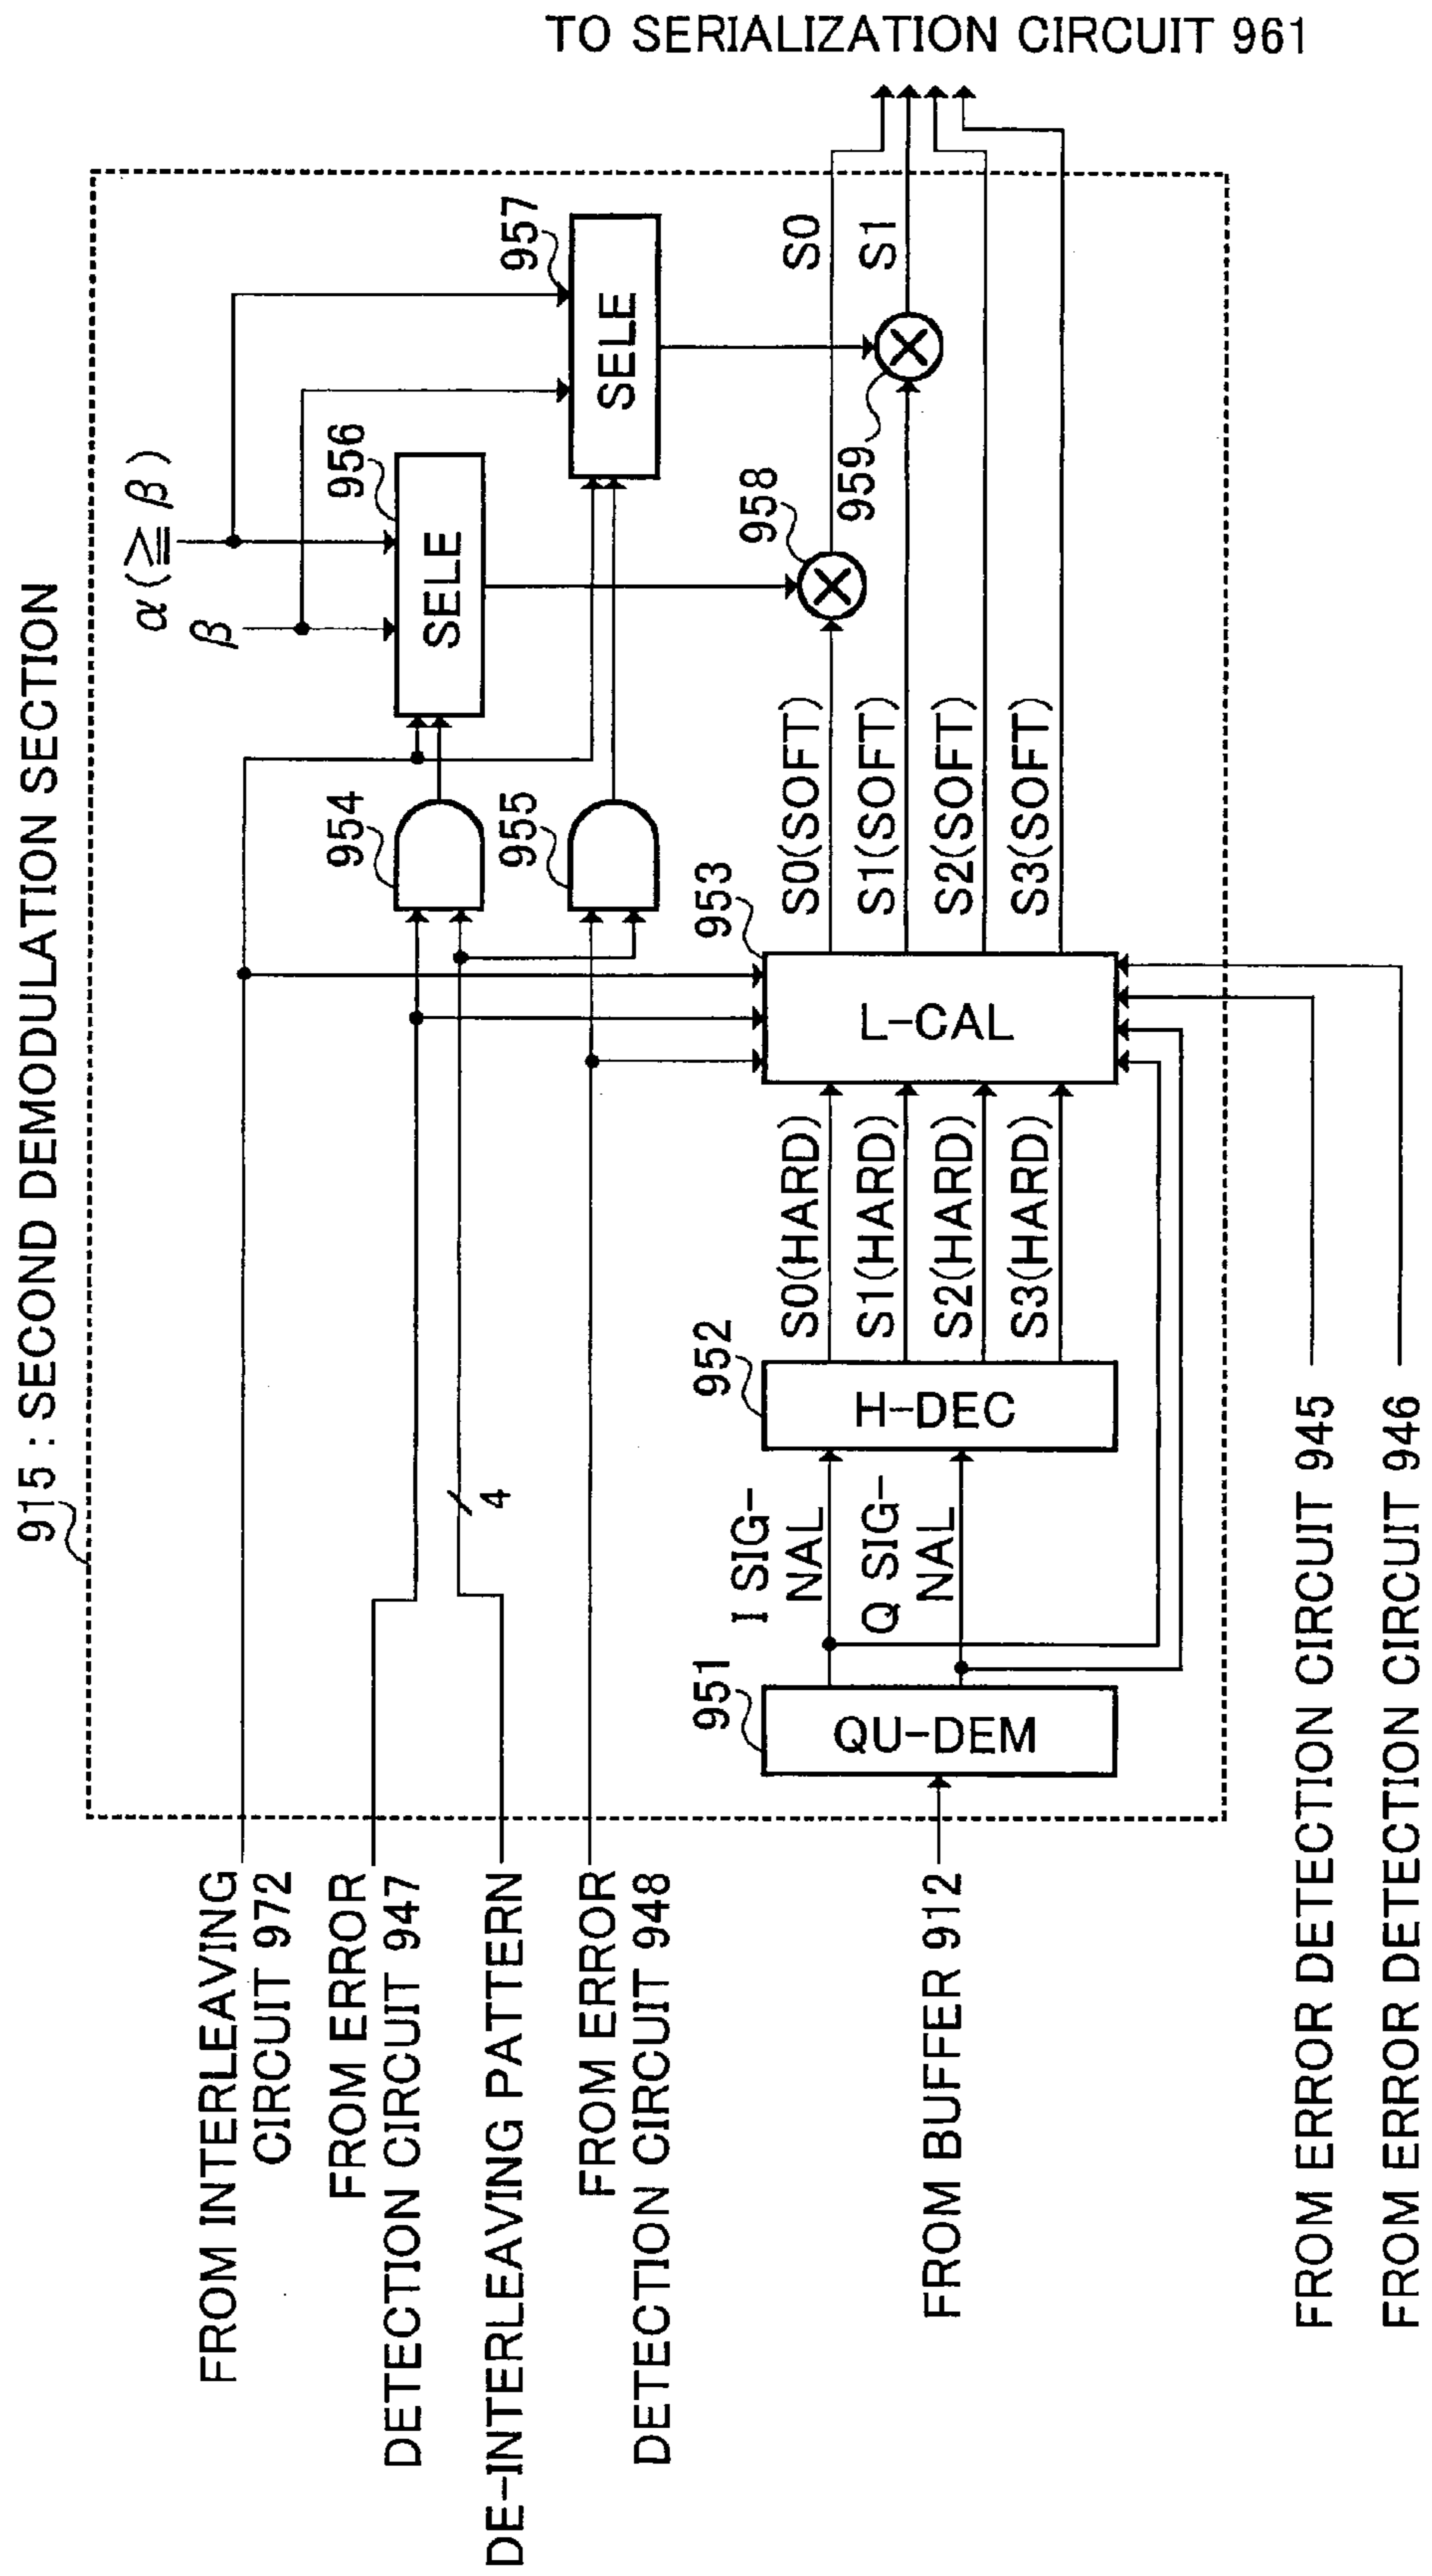 915 : SECOND DEMODULATION SECTION
TO SERIALIZATION CIRCUIT 961
α(≧β)
β
956
957
SELE
SELE
954
955
958
959
S0
S1
953
L-CAL
S0(SOFT)
S1(SOFT)
S2(SOFT)
S3(SOFT)
952
H-DEC
S0(HARD)
S1(HARD)
S2(HARD)
S3(HARD)
4
I SIG-
NAL
Q SIG-
NAL
951
QU-DEM
FROM INTERLEAVING
CIRCUIT 972
FROM ERROR
DETECTION CIRCUIT 947
DE-INTERLEAVING PATTERN
FROM ERROR
DETECTION CIRCUIT 948
FROM BUFFER 912
FROM ERROR DETECTION CIRCUIT 945
FROM ERROR DETECTION CIRCUIT 946